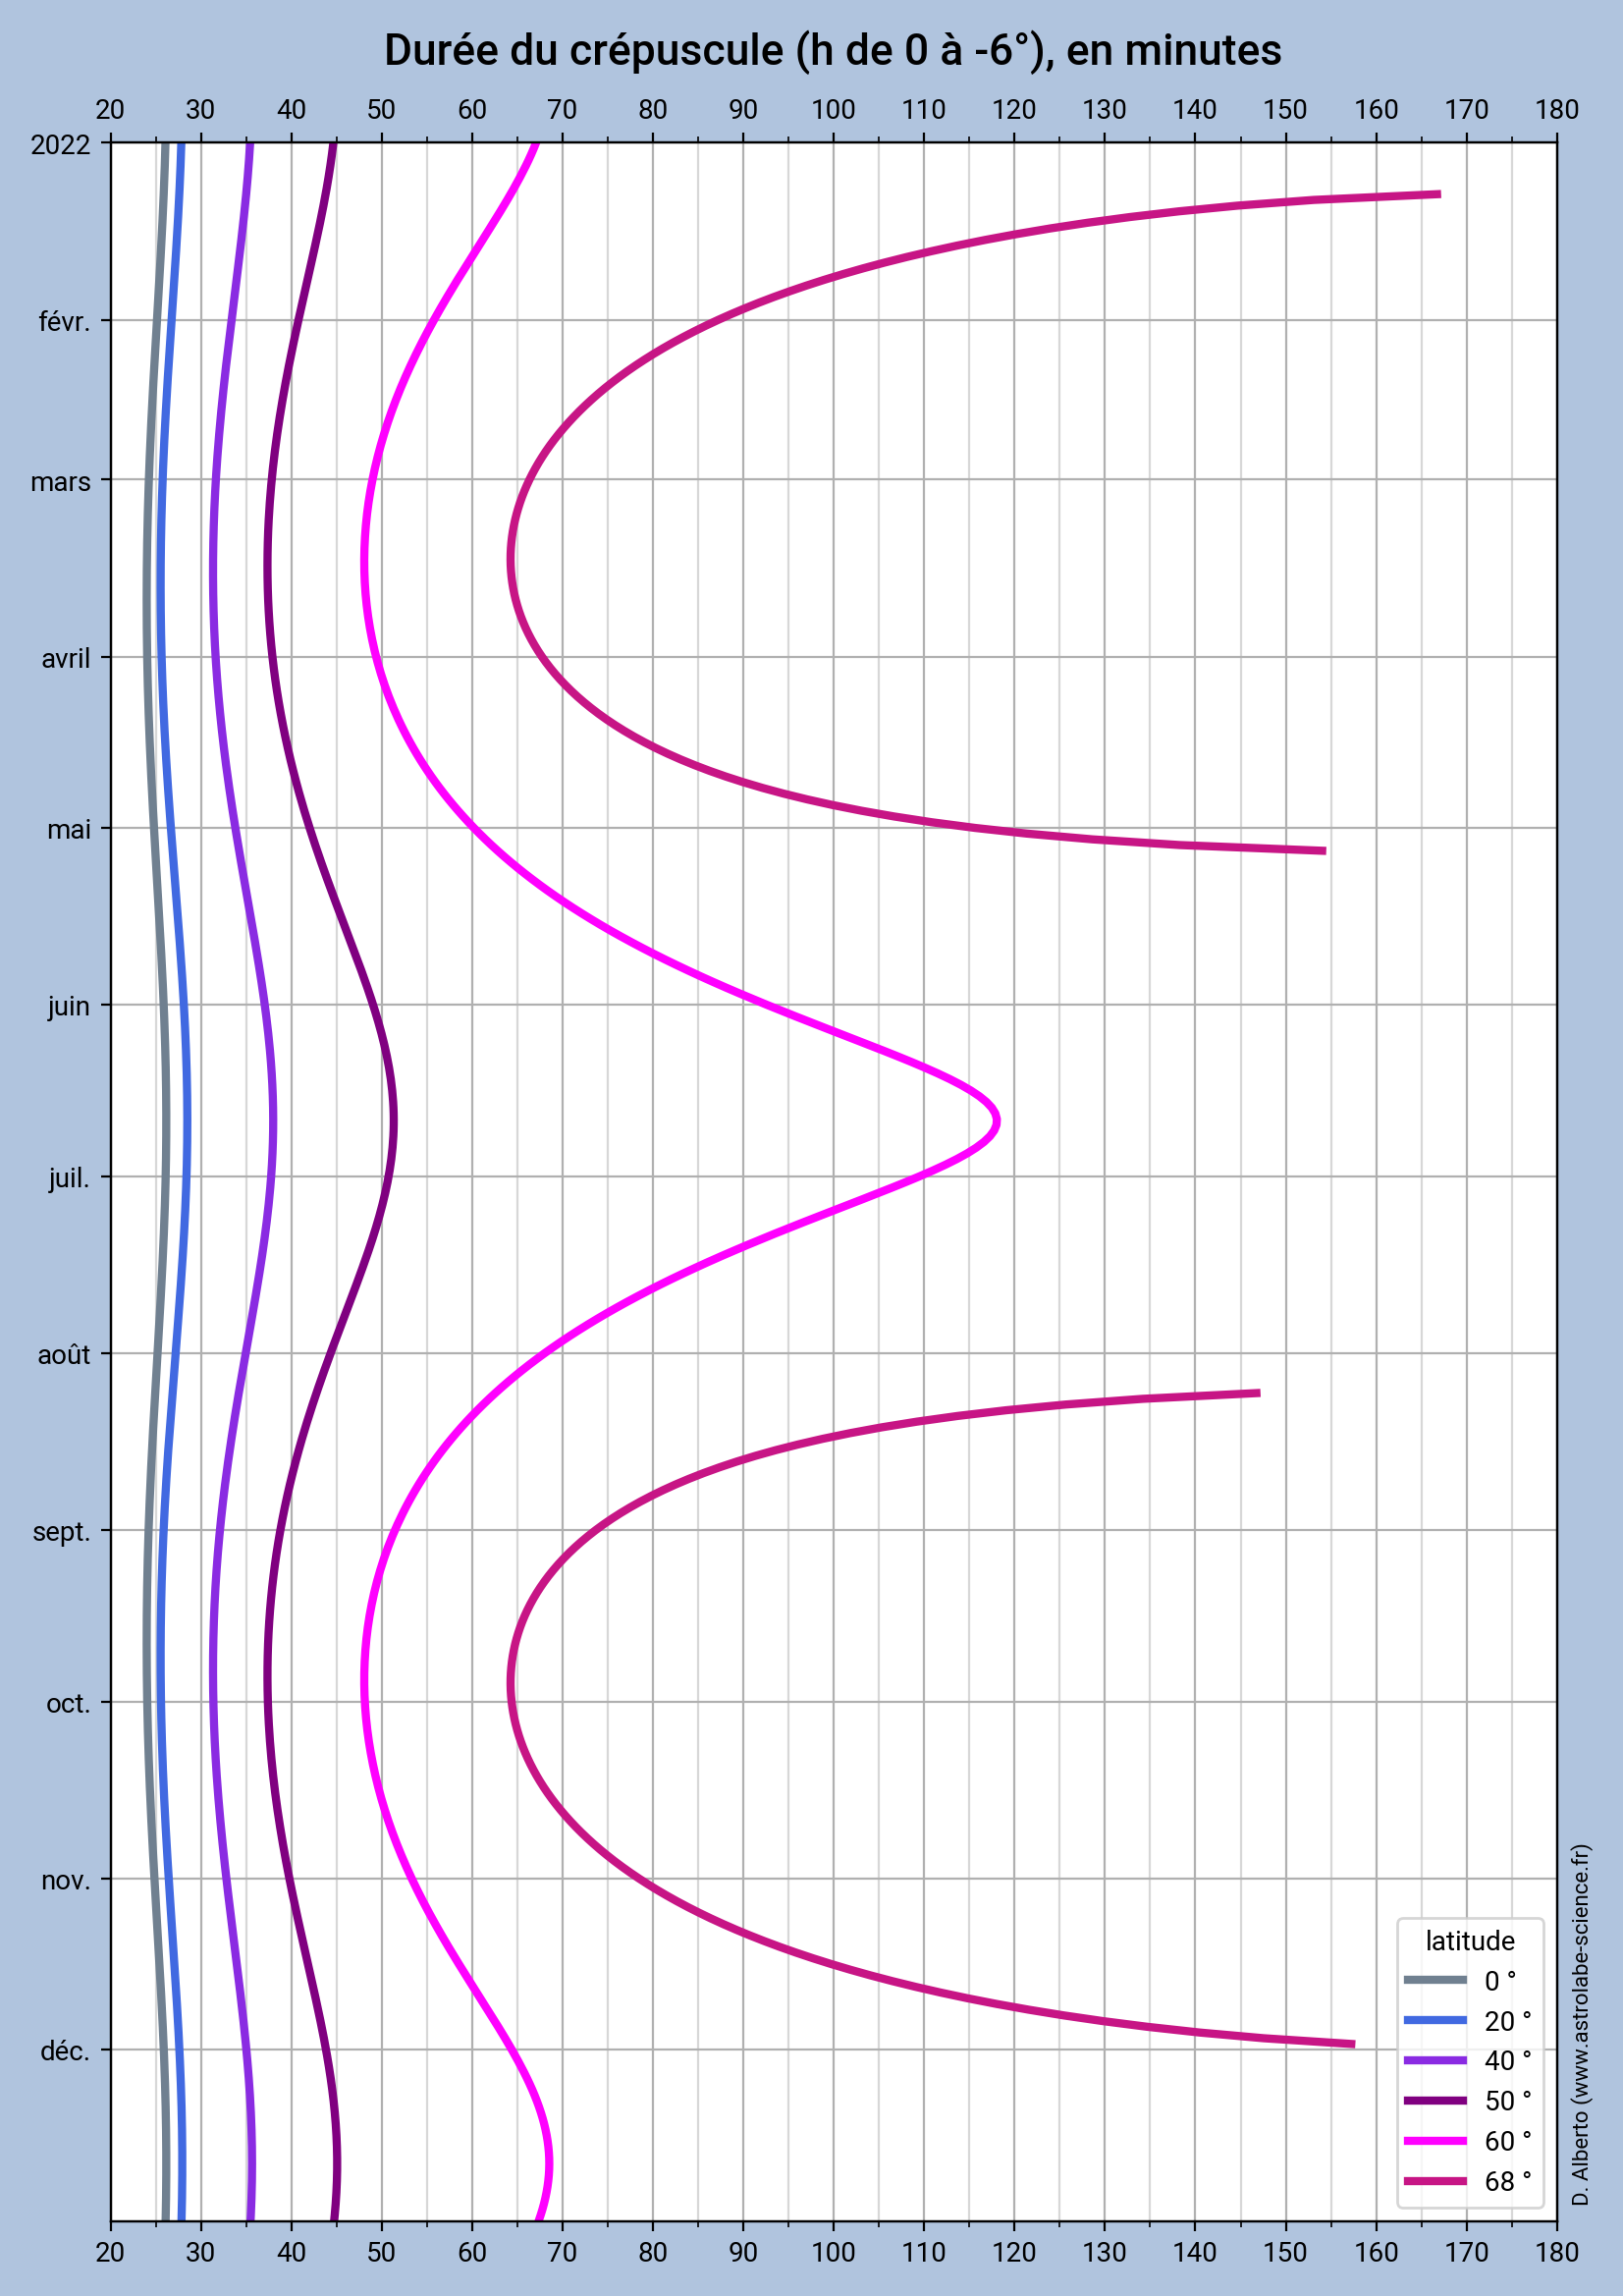 Durée du crépuscule (h de 0 à -6°), en minutes
20 30 40 50 60 70 80 90 100 110 120 130 140 150 160 170 180
2022
févr.
mars
avril
mai
juin
juil.
août
sept.
oct.
nov.
déc.
latitude
0 °
20 °
40 °
50 °
60 °
68 °
D. Alberto (www.astrolabe-science.fr)
20 30 40 50 60 70 80 90 100 110 120 130 140 150 160 170 180